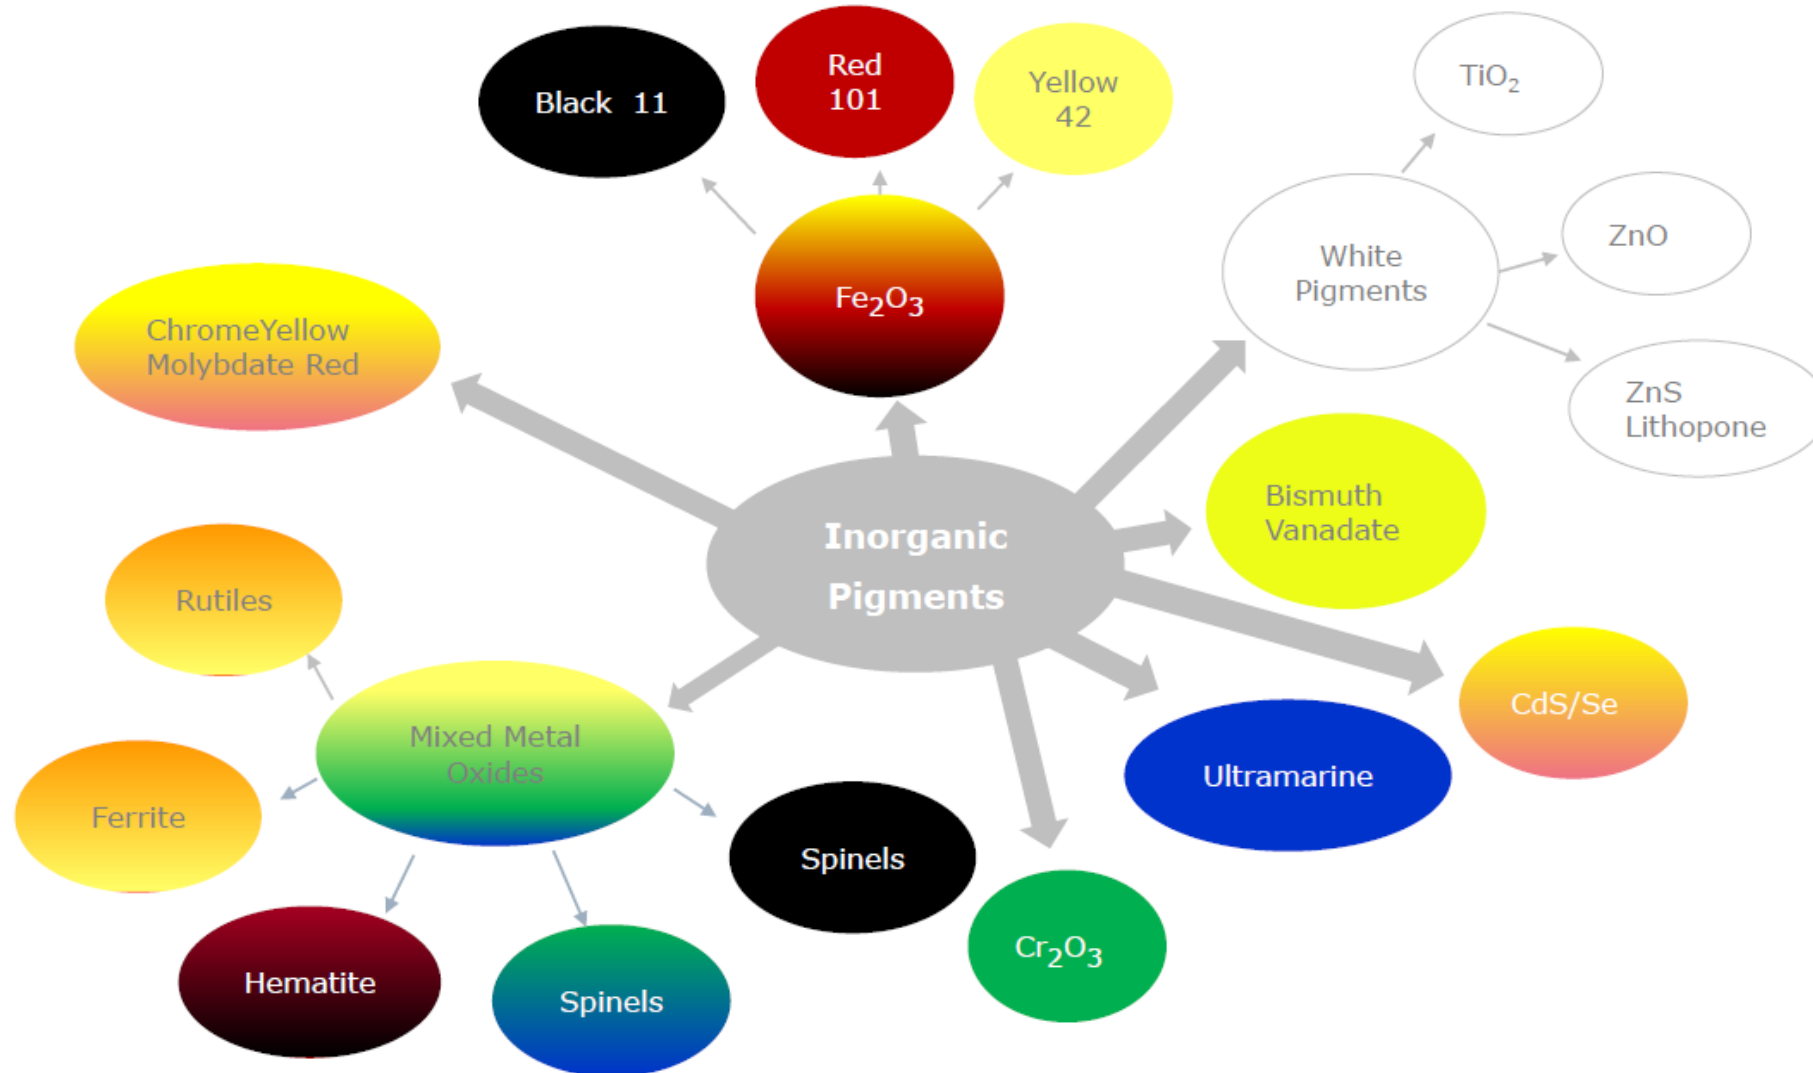 Black  11
Red
101
Yellow
42
TiO₂
ZnO
White
Pigments
ZnS
Lithopone
Fe₂O₃
ChromeYellow
Molybdate Red
Bismuth
Vanadate
Inorganic
Pigments
Rutiles
CdS/Se
Mixed Metal
Oxides
Ultramarine
Ferrite
Spinels
Cr₂O₃
Hematite
Spinels